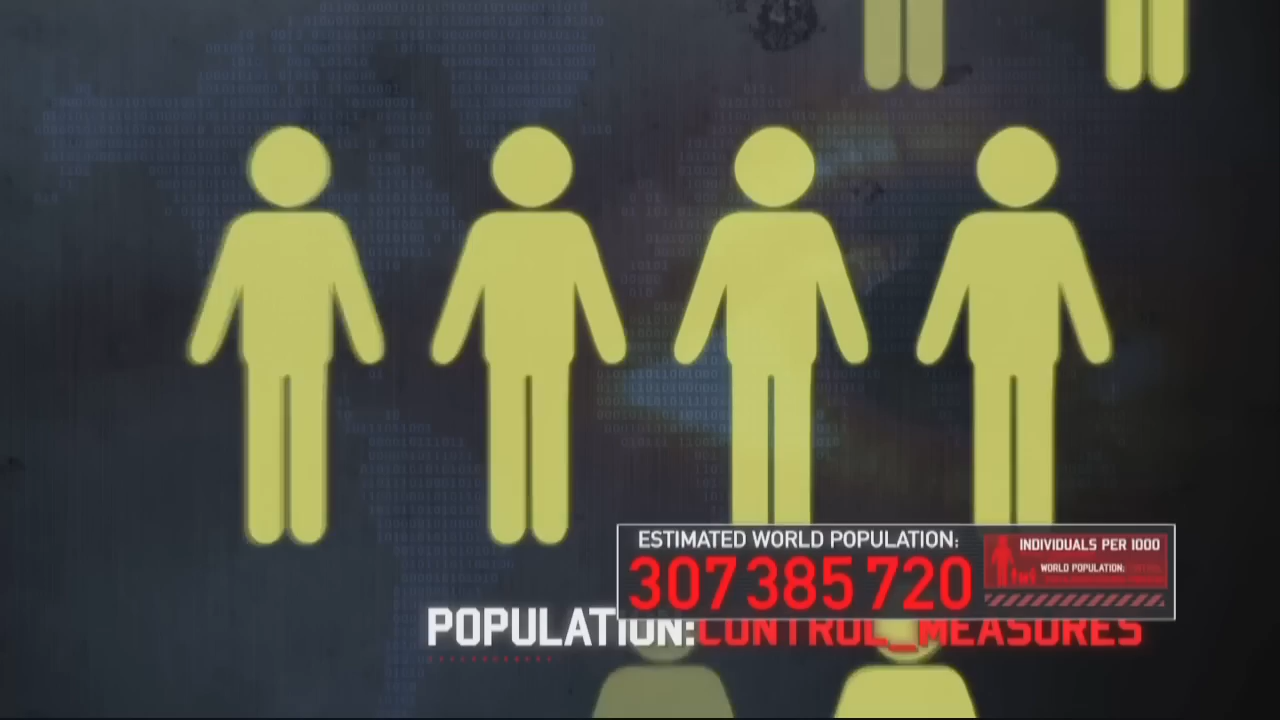 ESTIMATED WORLD POPULATION:
307 385 720
INDIVIDUALS PER 1000
WORLD POPULATION:
POPULATION:CONTROL_MEASURES